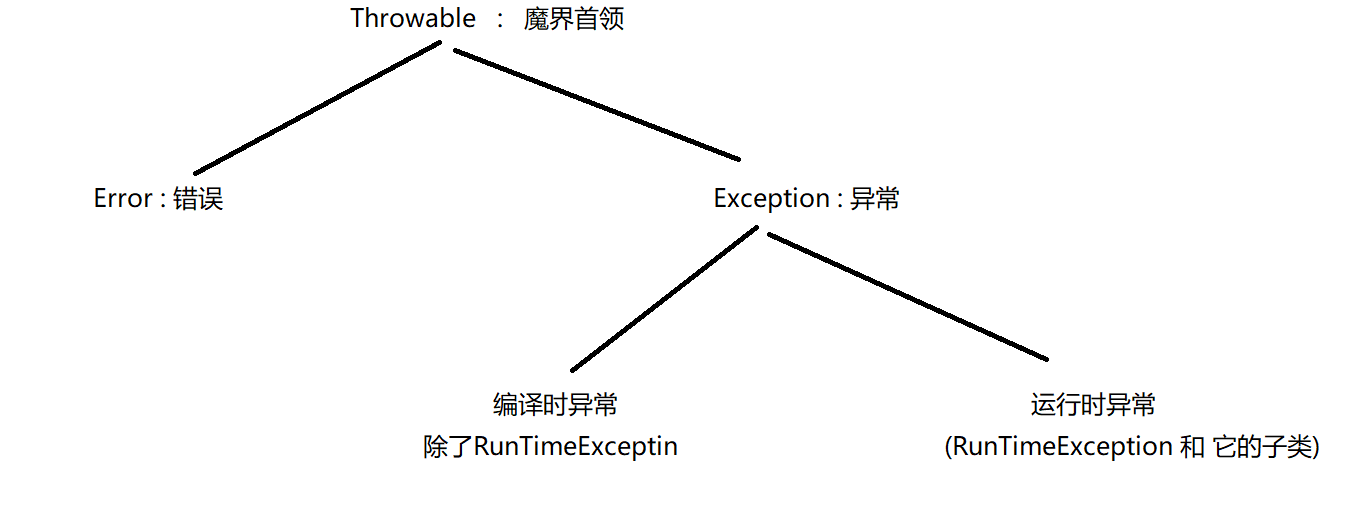 Throwable : 魔界首领
Error : 错误
Exception : 异常
编译时异常
除了RunTimeExceptin
运行时异常
(RunTimeException 和 它的子类)